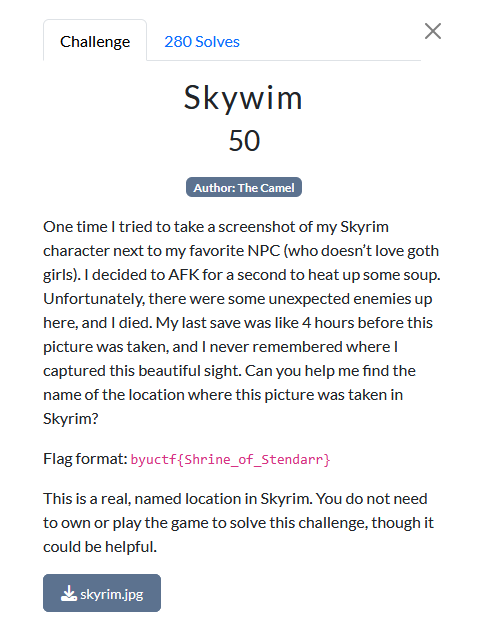 Challenge
280 Solves
Skywim
50
Author: The Camel
One time I tried to take a screenshot of my Skyrim
character next to my favorite NPC (who doesn’t love goth
girls). I decided to AFK for a second to heat up some soup.
Unfortunately, there were some unexpected enemies up
here, and I died. My last save was like 4 hours before this
picture was taken, and I never remembered where I
captured this beautiful sight. Can you help me find the
name of the location where this picture was taken in
Skyrim?
Flag format: byuctf{Shrine_of_Stendarr}
This is a real, named location in Skyrim. You do not need
to own or play the game to solve this challenge, though it
could be helpful.
skyrim.jpg